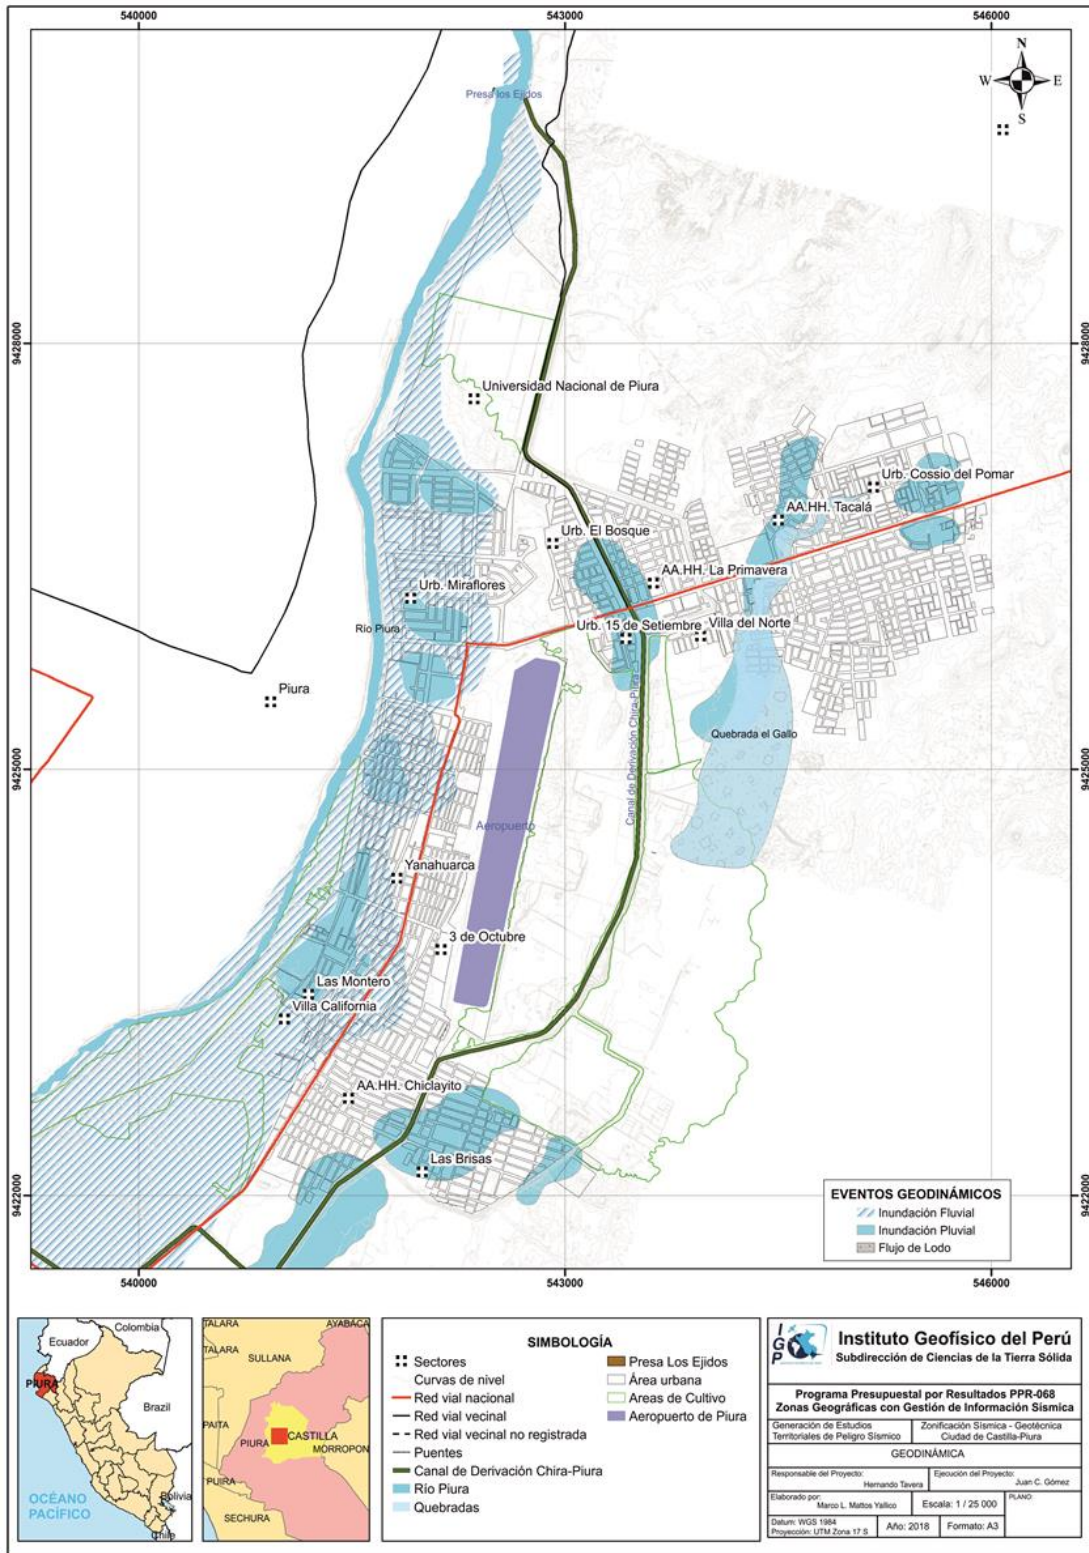 540000
543000
546000
N
W
E
S
Presa los Ejidos
9428000
9428000
Universidad Nacional de Piura
Urb. Cossio del Pomar
AA.HH. Tacalá
Urb. El Bosque
AA.HH. La Primavera
Urb. Miraflores
Río Piura
Urb. 15 de Setiembre
Villa del Norte
Piura
Quebrada el Gallo
Canal de Derivación Chira-Piura
9425000
9425000
Aeropuerto
Yanahuarca
3 de Octubre
Las Montero
Villa California
AA.HH. Chiclayito
Las Brisas
9422000
9422000
EVENTOS GEODINÁMICOS
Inundación Fluvial
Inundación Pluvial
Flujo de Lodo
540000
543000
546000
Ecuador
Colombia
PIURA
Brazil
OCÉANO
PACÍFICO
Bolivia
Chile
TALARA
AYABACA
TALARA
SULLANA
PAITA
PIURA
CASTILLA
MORROPON
PUIRA
SECHURA
SIMBOLOGÍA
Sectores
Curvas de nivel
Red vial nacional
Red vial vecinal
Red vial vecinal no registrada
Puentes
Canal de Derivación Chira-Piura
Río Piura
Quebradas
Presa Los Ejidos
Área urbana
Areas de Cultivo
Aeropuerto de Piura
IGP
Instituto Geofísico del Perú
Subdirección de Ciencias de la Tierra Sólida
Programa Presupuestal por Resultados PPR-068
Zonas Geográficas con Gestión de Información Sísmica
Generación de Estudios
Territoriales de Peligro Sísmico
Zonificación Sísmica - Geotécnica
Ciudad de Castilla-Piura
GEODINÁMICA
Responsable del Proyecto:
Hernando Tavera
Ejecución del Proyecto:
Juan C. Gómez
Elaborado por:
Marco L. Mattos Yallico
Escala: 1 / 25 000
PLANO:
Datum: WGS 1984
Proyección: UTM Zona 17 S
Año: 2018
Formato: A3